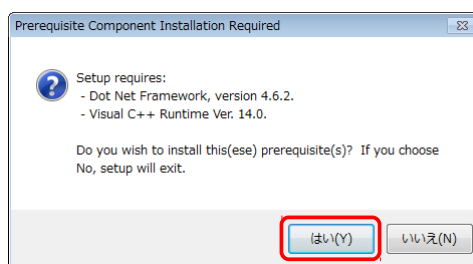 Prerequisite Component Installation Required
Setup requires:
- Dot Net Framework, version 4.6.2.
- Visual C++ Runtime Ver. 14.0.
Do you wish to install this(ese) prerequisite(s)? If you choose
No, setup will exit.
はい(Y)
いいえ(N)